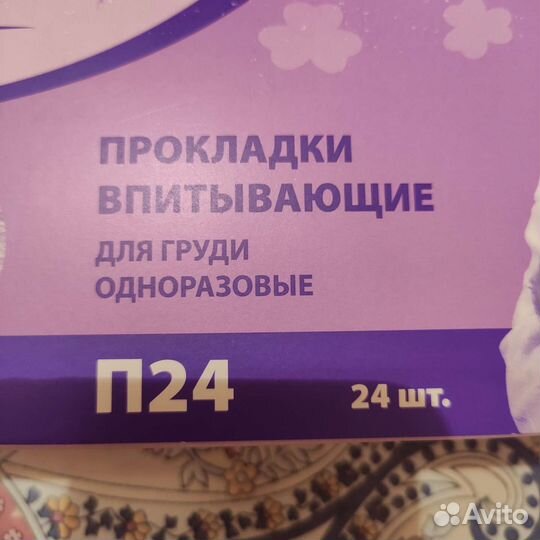 ПРОКЛАДКИ
ВПИТЫВАЮЩИЕ
ДЛЯ ГРУДИ
ОДНОРАЗОВЫЕ
П24
24 шт.
Avito